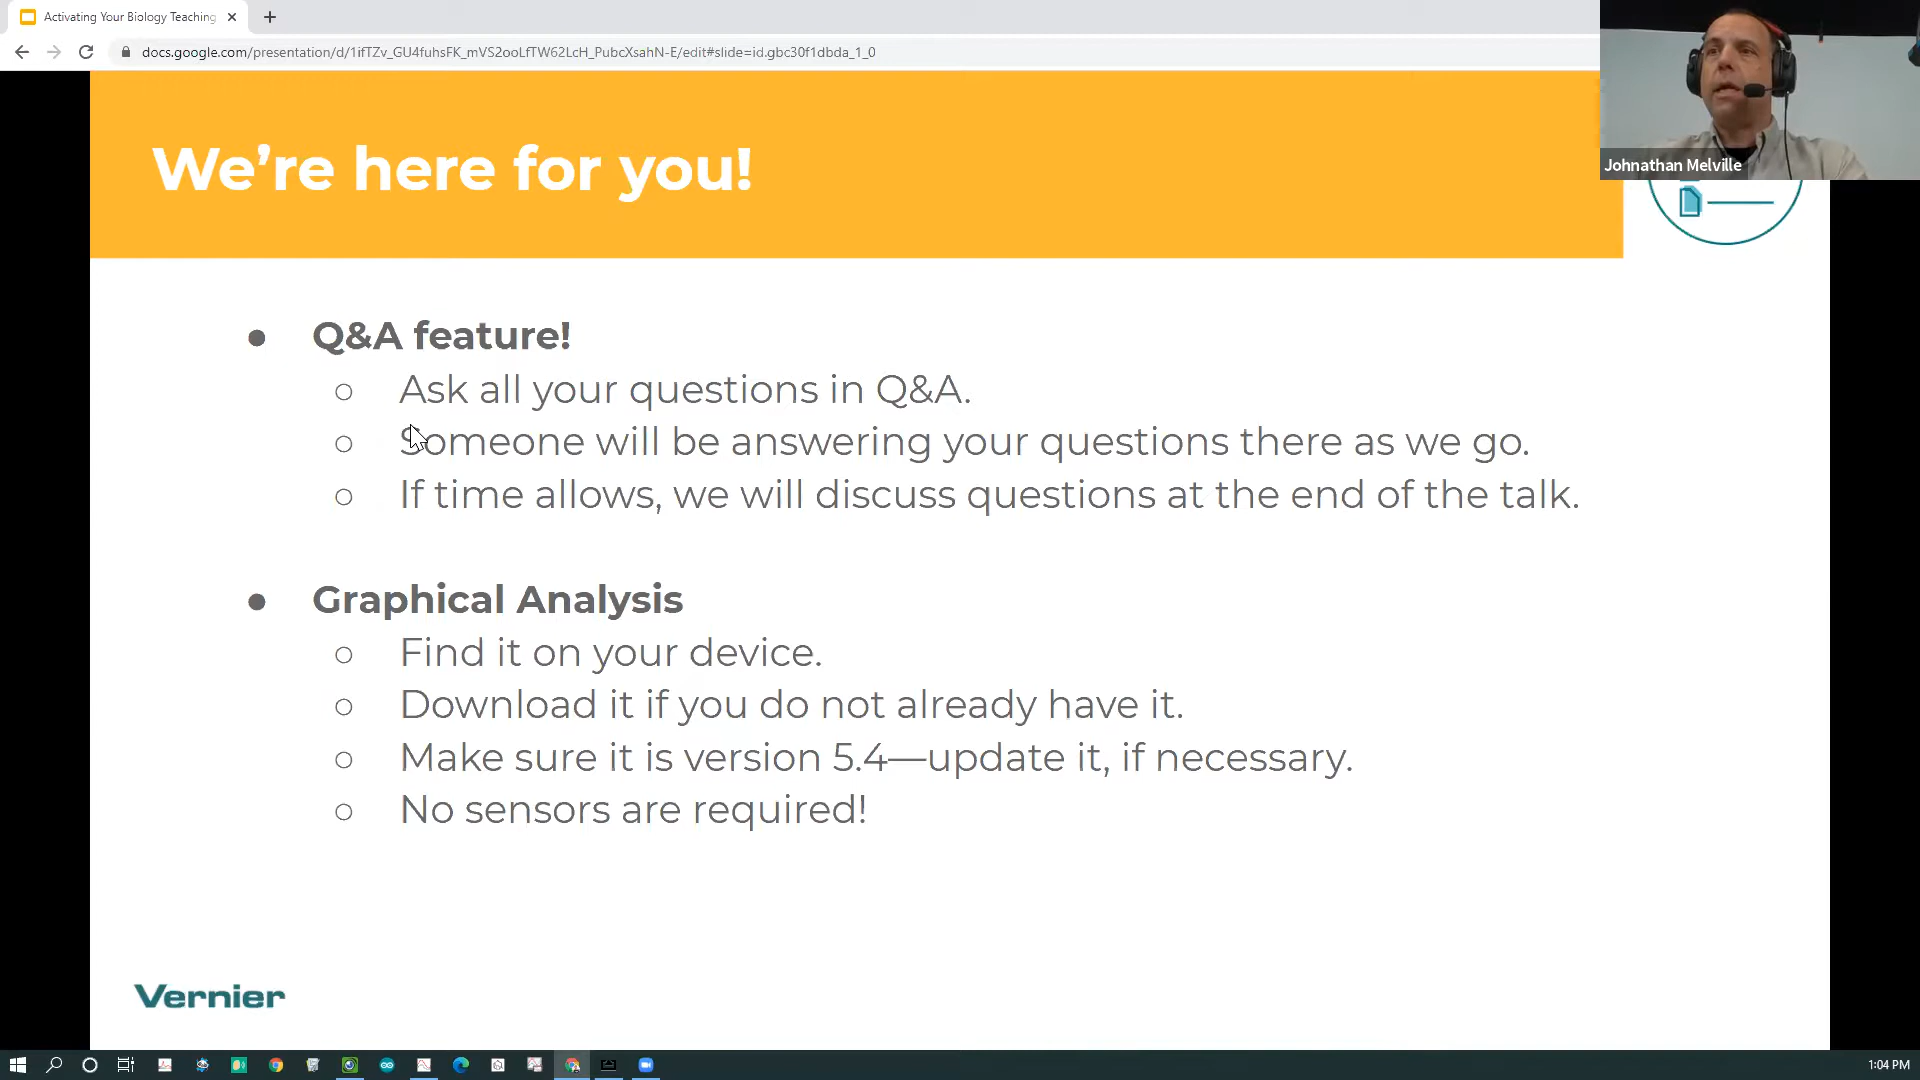 Activating Your Biology Teaching
docs.google.com/presentation/d/1ifTZv_GU4fuhsFK_mVS2ooLfTW62LcH_PubcXsahN-E/edit#slide=id.gbc30f1dbda_1_0
Johnathan Melville
We’re here for you!
● Q&A feature!
○ Ask all your questions in Q&A.
○ Someone will be answering your questions there as we go.
○ If time allows, we will discuss questions at the end of the talk.
● Graphical Analysis
○ Find it on your device.
○ Download it if you do not already have it.
○ Make sure it is version 5.4—update it, if necessary.
○ No sensors are required!
Vernier
1:04 PM